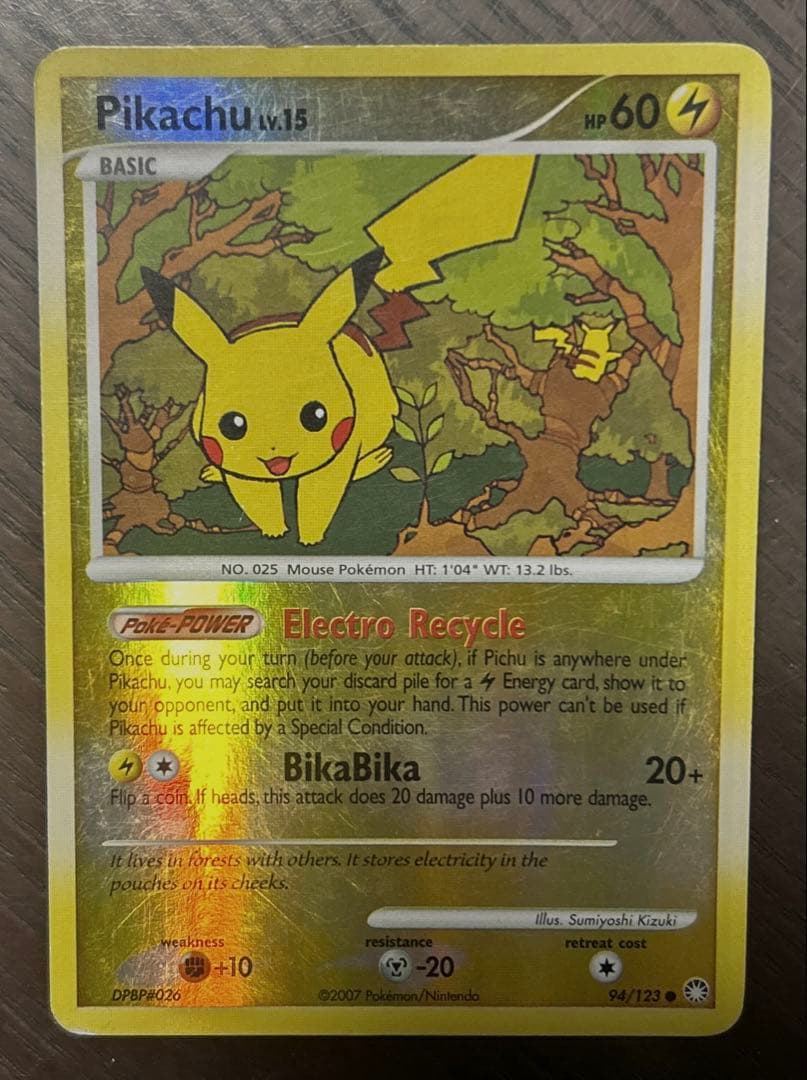 Pikachu LV.15 HP 60
BASIC
NO. 025 Mouse Pokémon HT: 1'04" WT: 13.2 lbs.
Poké-POWER Electro Recycle
Once during your turn (before your attack), if Pichu is anywhere under
Pikachu, you may search your discard pile for a Energy card, show it to
your opponent, and put it into your hand. This power can't be used if
Pikachu is affected by a Special Condition.
BikaBika 20+
Flip a coin. If heads, this attack does 20 damage plus 10 more damage.
It lives in forests with others. It stores electricity in the
pouches on its cheeks.
Illus. Sumiyoshi Kizuki
weakness resistance retreat cost
+10 -20
DPBP#026 ©2007 Pokémon/Nintendo 94/123